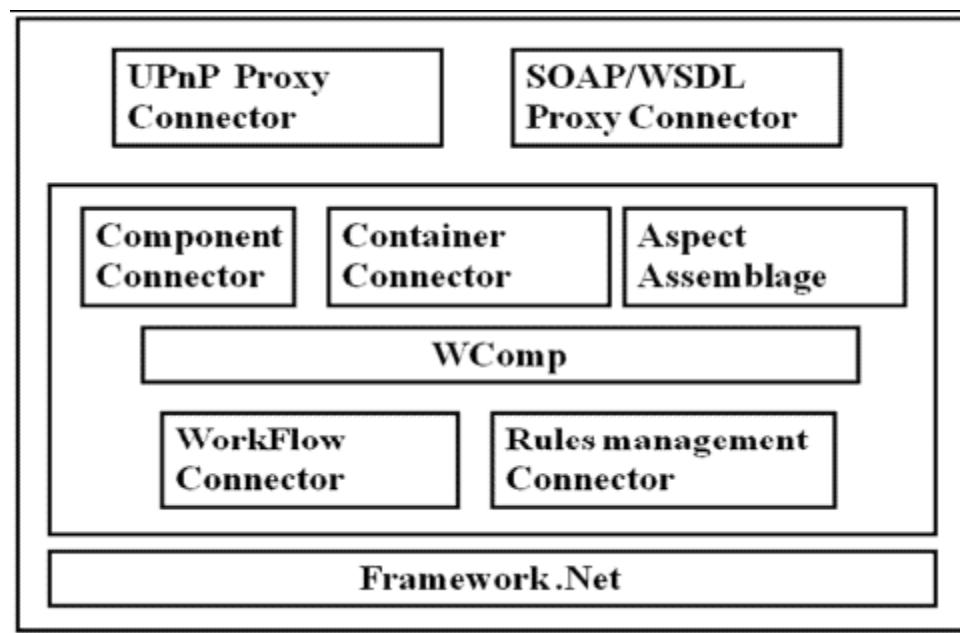 UPnP Proxy
Connector
SOAP/WSDL
Proxy Connector
Component
Connector
Container
Connector
Aspect
Assemblage
WComp
WorkFlow
Connector
Rules management
Connector
Framework.Net